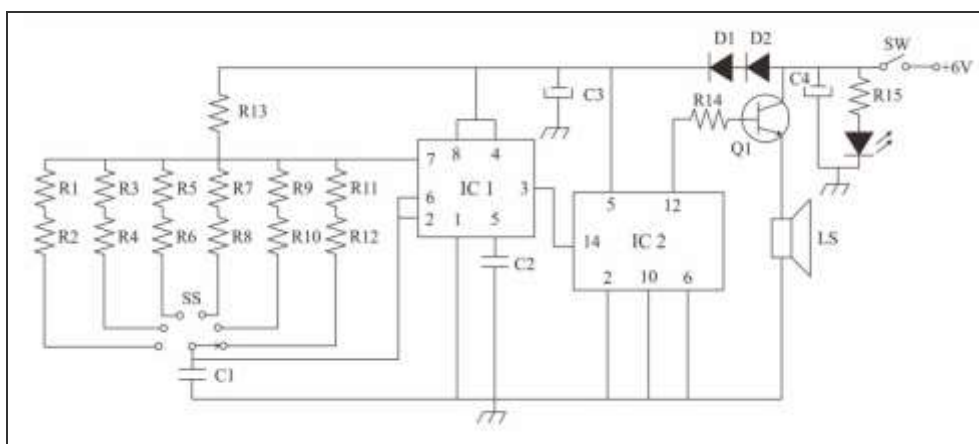 D1 D2 SW
+6V
C3 C4
R13 R14 R15
Q1
7 8 4
R1 R3 R5 R7 R9 R11
6 IC 1 3
5 12
2 1 5
R2 R4 R6 R8 R10 R12
14 IC 2
LS
C2
2 10 6
SS
C1